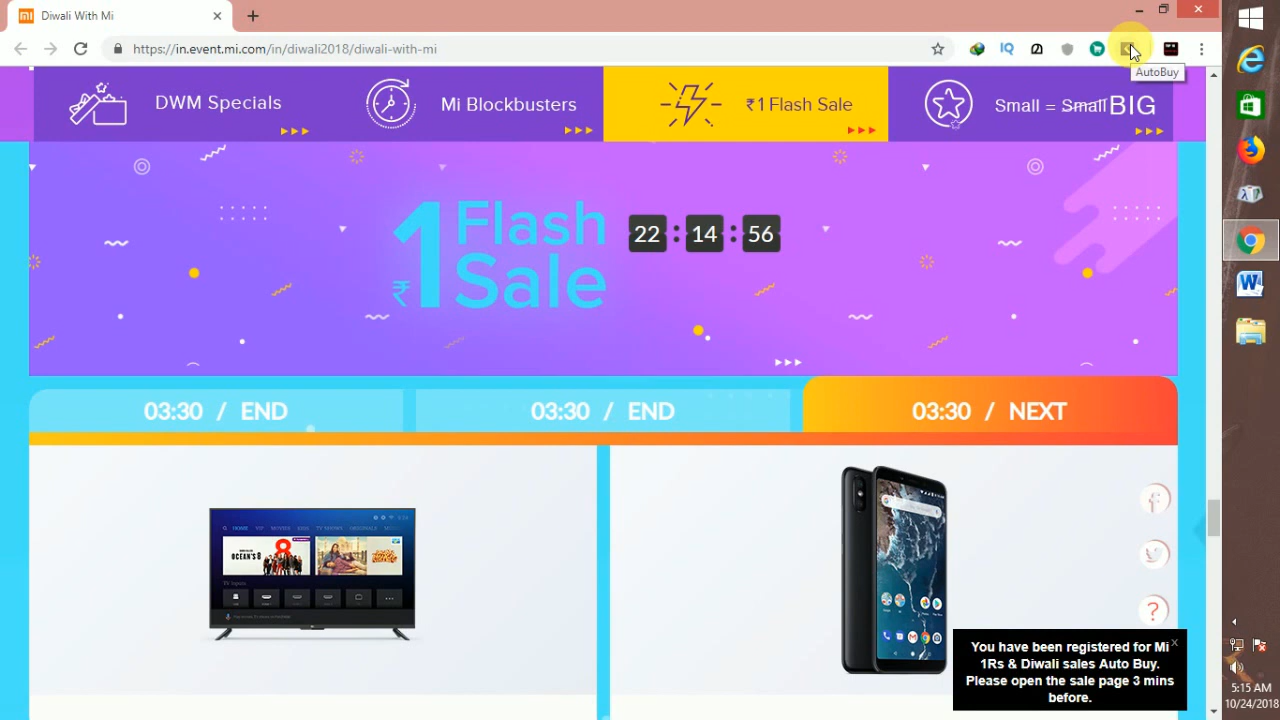 Diwali With Mi
https://in.event.mi.com/in/diwali2018/diwali-with-mi
IQ
AutoBuy
DWM Specials
Mi Blockbusters
₹1 Flash Sale
Small = Small BIG
₹1 Flash
Sale
22 : 14 : 56
03:30 / END
03:30 / END
03:30 / NEXT
OCEAN'S 8
You have been registered for Mi
1Rs & Diwali sales Auto Buy.
Please open the sale page 3 mins
before.
5:15 AM
10/24/2018